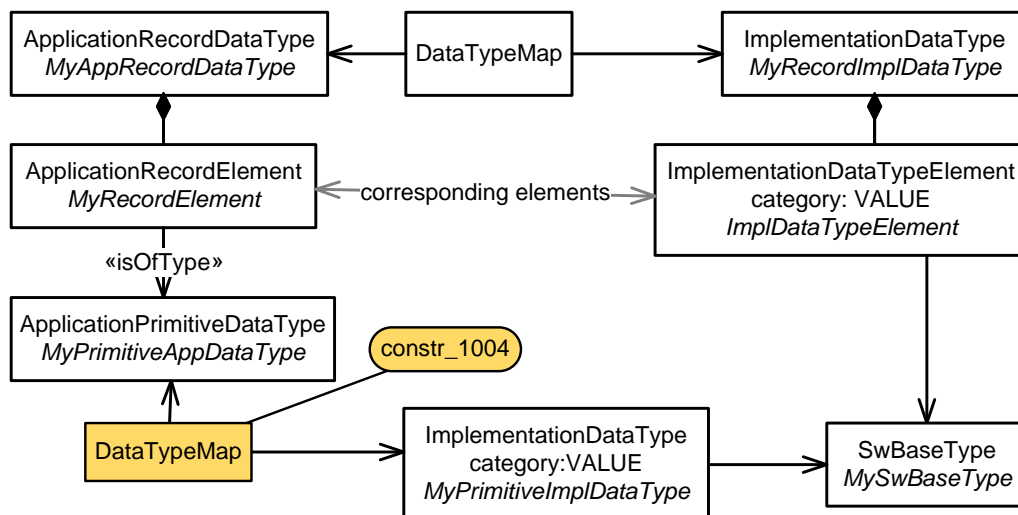 ApplicationRecordDataType
MyAppRecordDataType
DataTypeMap
ImplementationDataType
MyRecordImplDataType
ApplicationRecordElement
MyRecordElement
corresponding elements
ImplementationDataTypeElement
category: VALUE
ImplDataTypeElement
«isOfType»
ApplicationPrimitiveDataType
MyPrimitiveAppDataType
constr_1004
DataTypeMap
ImplementationDataType
category:VALUE
MyPrimitiveImplDataType
SwBaseType
MySwBaseType